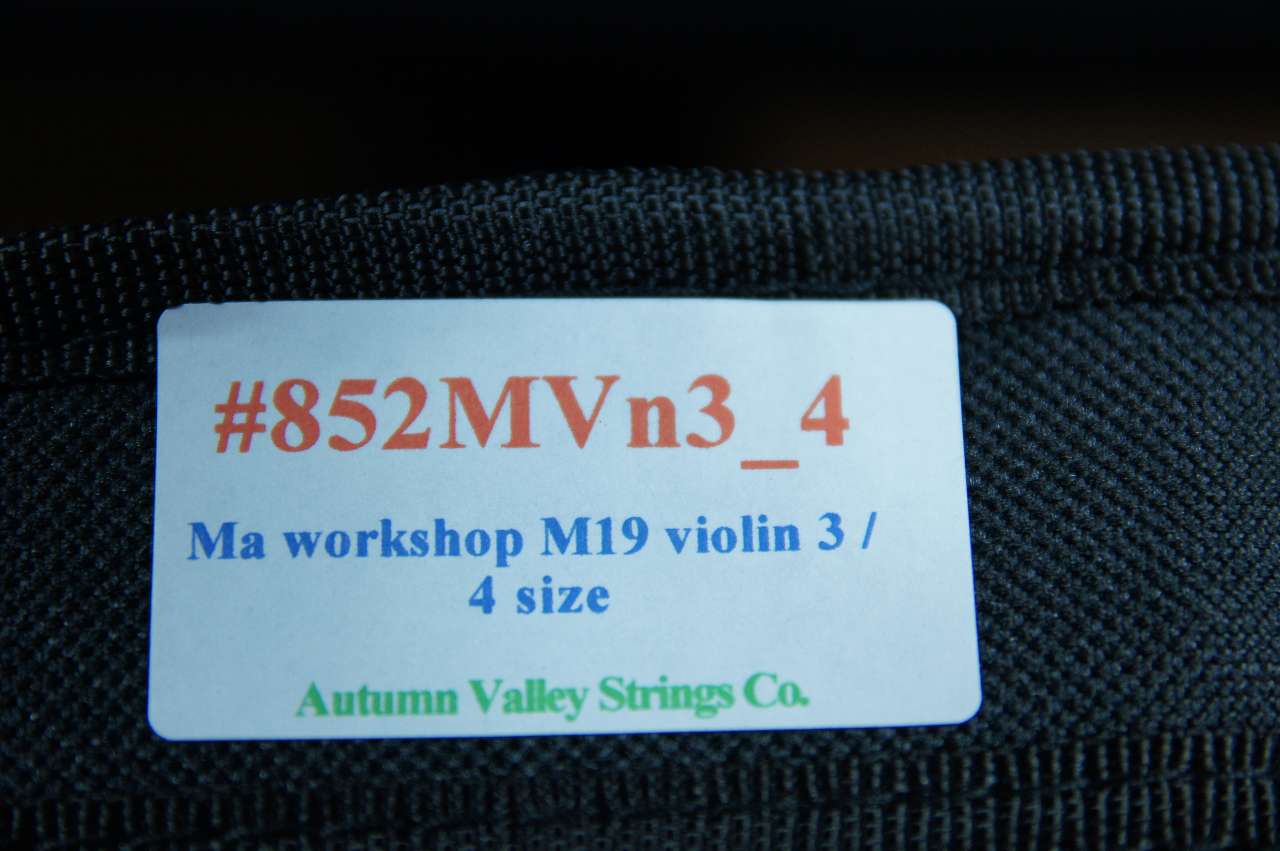 #852MVn3_4
Ma workshop M19 violin 3 /
4 size
Autumn Valley Strings Co.